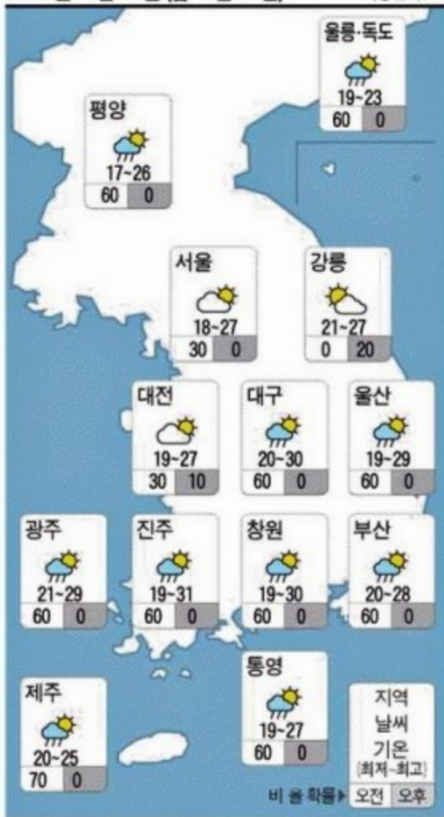 울릉·독도
19~23
60 0
평양
17~26
60 0
서울
18~27
30 0
강릉
21~27
0 20
대전
19~27
30 10
대구
20~30
60 0
울산
19~29
60 0
광주
21~29
60 0
진주
19~31
60 0
창원
19~30
60 0
부산
20~28
60 0
제주
20~25
70 0
통영
19~27
60 0
지역
날씨
기온
(최저~최고)
비 올 확률▶ 오전 오후